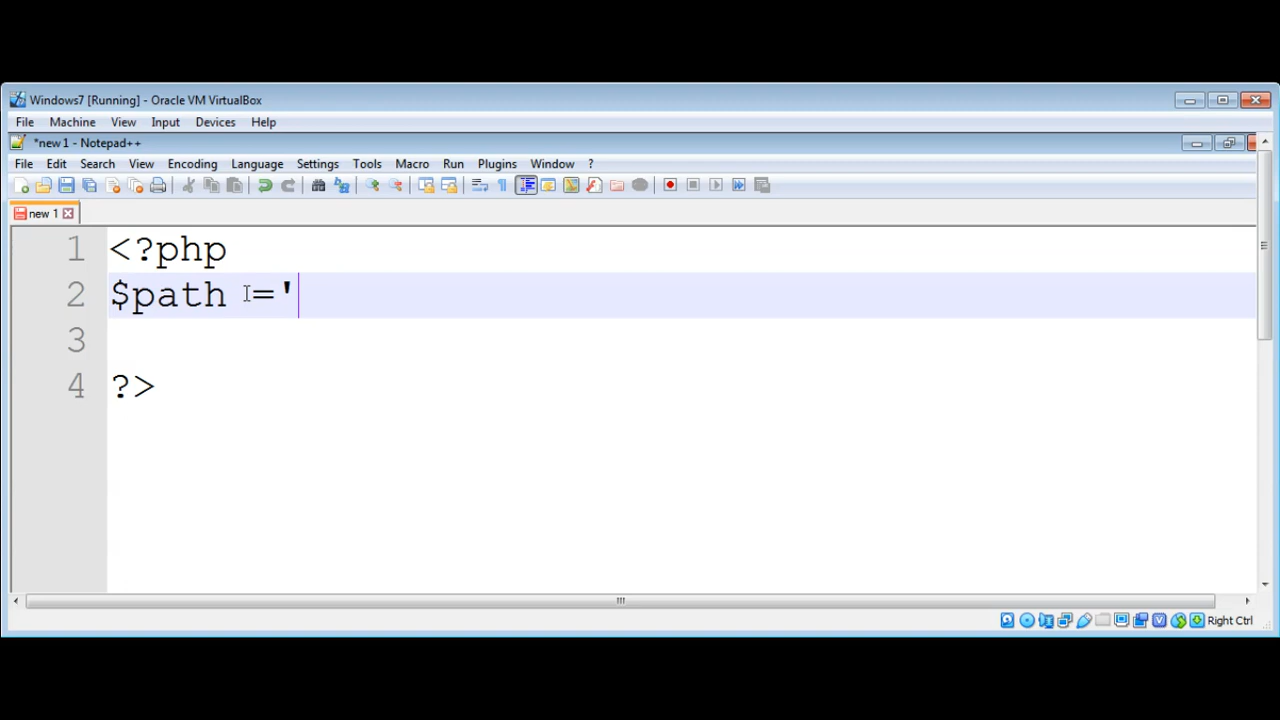 Windows7 [Running] - Oracle VM VirtualBox
File Machine View Input Devices Help
*new 1 - Notepad++
File Edit Search View Encoding Language Settings Tools Macro Run Plugins Window ?
new 1
1 <?php
2 $path ='
3
4 ?>
Right Ctrl